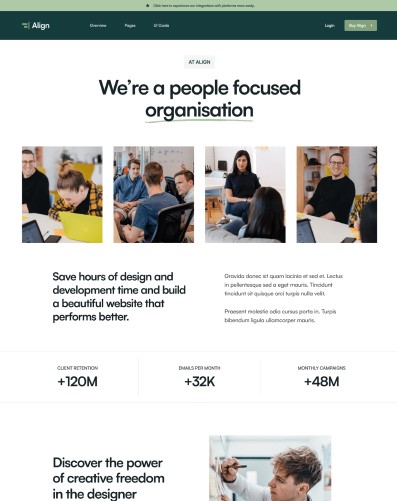 Click here to experience our integrations with platforms more easily.
Align
Overview
Pages
UI Cards
Login
Buy Align
AT ALIGN
We're a people focused
organisation
Save hours of design and
development time and build
a beautiful website that
performs better.
Gravida donec sit quam lacinia et sed et. Lectus
in pellentesque sed a eget mauris. Tincidunt
tincidunt sit quisque orci turpis nulla velit.
Praesent molestie odio cursus porta in. Turpis
bibendum ligula ullamcorper mauris.
CLIENT RETENTION
+120M
EMAILS PER MONTH
+32K
MONTHLY CAMPAIGNS
+48M
Discover the power
of creative freedom
in the designer